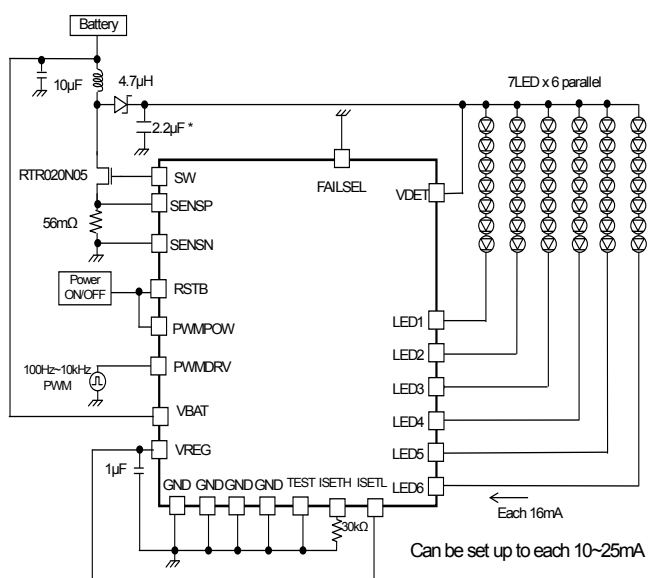 Battery
10µF
4.7µH
7LED x 6 parallel
2.2µF *
RTR020N05
SW
FAILSEL
VDET
SENSP
56mΩ
SENSN
Power
ON/OFF
RSTB
PWMPOW
LED1
LED2
100Hz~10kHz
PWM
PWMDRV
LED3
VBAT
LED4
VREG
LED5
1µF
GND GND GND GND TEST ISETH ISETL
LED6
30kΩ
Each 16mA
Can be set up to each 10~25mA